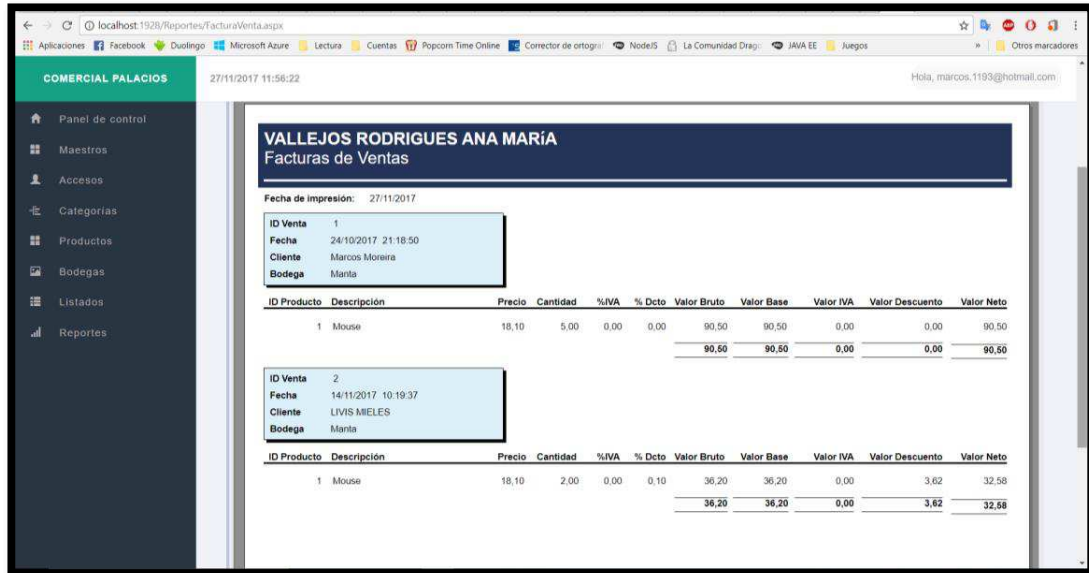 localhost:1928/Reportes/FacturaVenta.aspx
Aplicaciones Facebook Duolingo Microsoft Azure Lectura Cuentas Popcorn Time Online Corrector de ortogra NodeJS La Comunidad Drag JAVA EE Juegos » Otros marcadores
COMERCIAL PALACIOS 27/11/2017 11:56:22 Hola, marcos.1193@hotmail.com
Panel de control
Maestros
Accesos
Categorías
Productos
Bodegas
Listados
Reportes
VALLEJOS RODRIGUES ANA MARíA
Facturas de Ventas
Fecha de impresión: 27/11/2017
ID Venta 1
Fecha 24/10/2017 21:18:50
Cliente Marcos Moreira
Bodega Manta
ID Producto Descripción Precio Cantidad %IVA % Dcto Valor Bruto Valor Base Valor IVA Valor Descuento Valor Neto
1 Mouse 18,10 5,00 0,00 0,00 90,50 90,50 0,00 0,00 90,50
90,50 90,50 0,00 0,00 90,50
ID Venta 2
Fecha 14/11/2017 10:19:37
Cliente LIVIS MIELES
Bodega Manta
ID Producto Descripción Precio Cantidad %IVA % Dcto Valor Bruto Valor Base Valor IVA Valor Descuento Valor Neto
1 Mouse 18,10 2,00 0,00 0,10 36,20 36,20 0,00 3,62 32,58
36,20 36,20 0,00 3,62 32,58